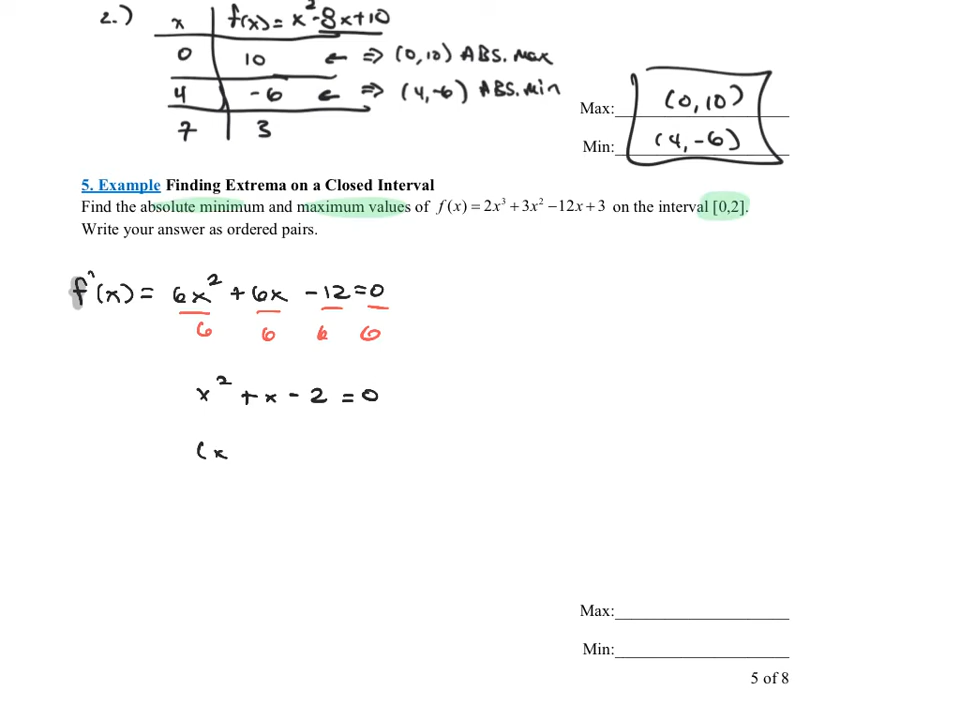 2.) x | f(x) = x² - 8x + 10
0 | 10 ← ⇒ (0,10) ABS. Max
4 | -6 ← ⇒ (4,-6) ABS. Min
7 | 3
Max: (0,10)
Min: (4,-6)
5. Example Finding Extrema on a Closed Interval
Find the absolute minimum and maximum values of f(x) = 2x³ + 3x² − 12x + 3 on the interval [0,2].
Write your answer as ordered pairs.
f'(x) = 6x² + 6x - 12 = 0
6 6 6 6
x² + x - 2 = 0
(x
Max:
Min:
5 of 8